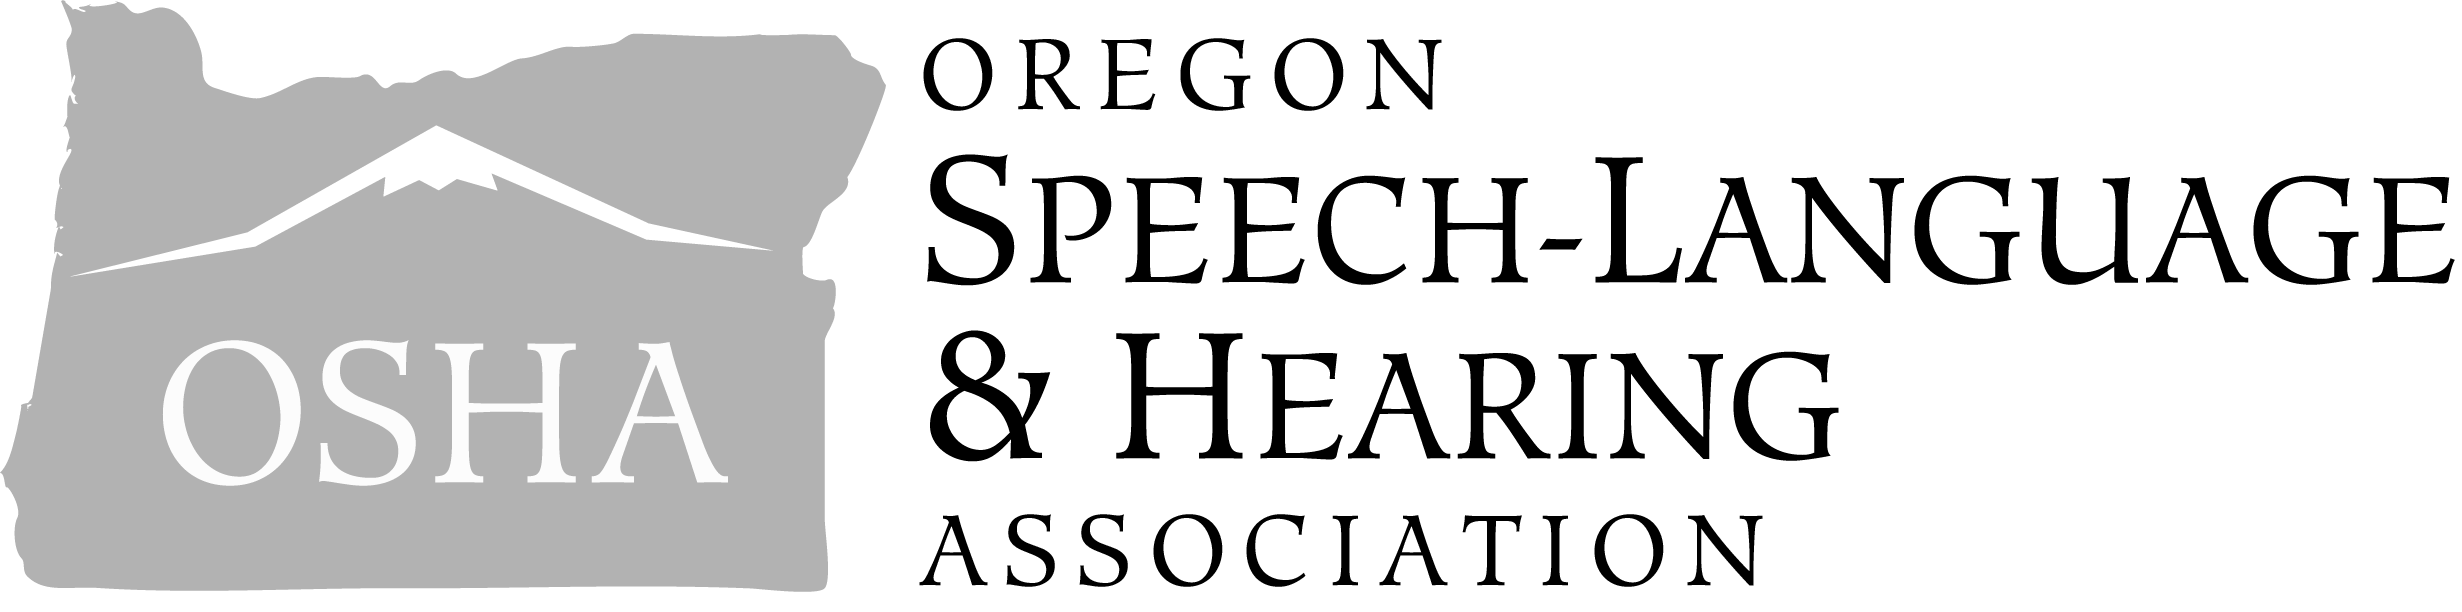 OSHA
OREGON
SPEECH-LANGUAGE
& HEARING
ASSOCIATION